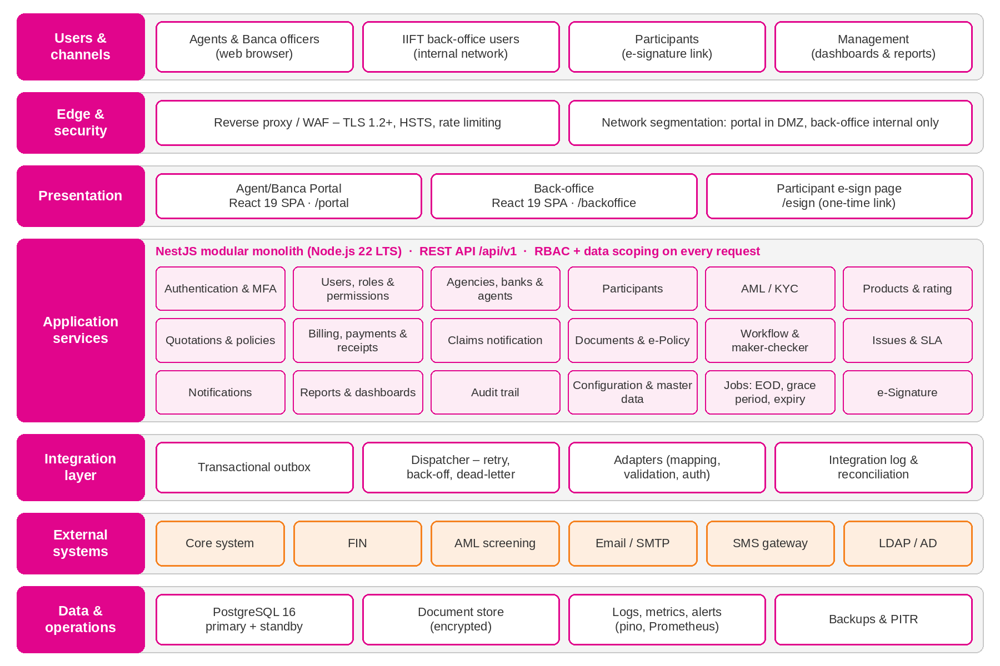 Users &
channels
Agents & Banca officers
(web browser)
IIFT back-office users
(internal network)
Participants
(e-signature link)
Management
(dashboards & reports)
Edge &
security
Reverse proxy / WAF – TLS 1.2+, HSTS, rate limiting
Network segmentation: portal in DMZ, back-office internal only
Presentation
Agent/Banca Portal
React 19 SPA · /portal
Back-office
React 19 SPA · /backoffice
Participant e-sign page
/esign (one-time link)
Application
services
NestJS modular monolith (Node.js 22 LTS) · REST API /api/v1 · RBAC + data scoping on every request
Authentication & MFA
Users, roles &
permissions
Agencies, banks &
agents
Participants
AML / KYC
Products & rating
Quotations & policies
Billing, payments &
receipts
Claims notification
Documents & e-Policy
Workflow &
maker-checker
Issues & SLA
Notifications
Reports & dashboards
Audit trail
Configuration & master
data
Jobs: EOD, grace
period, expiry
e-Signature
Integration
layer
Transactional outbox
Dispatcher – retry,
back-off, dead-letter
Adapters (mapping,
validation, auth)
Integration log &
reconciliation
External
systems
Core system
FIN
AML screening
Email / SMTP
SMS gateway
LDAP / AD
Data &
operations
PostgreSQL 16
primary + standby
Document store
(encrypted)
Logs, metrics, alerts
(pino, Prometheus)
Backups & PITR